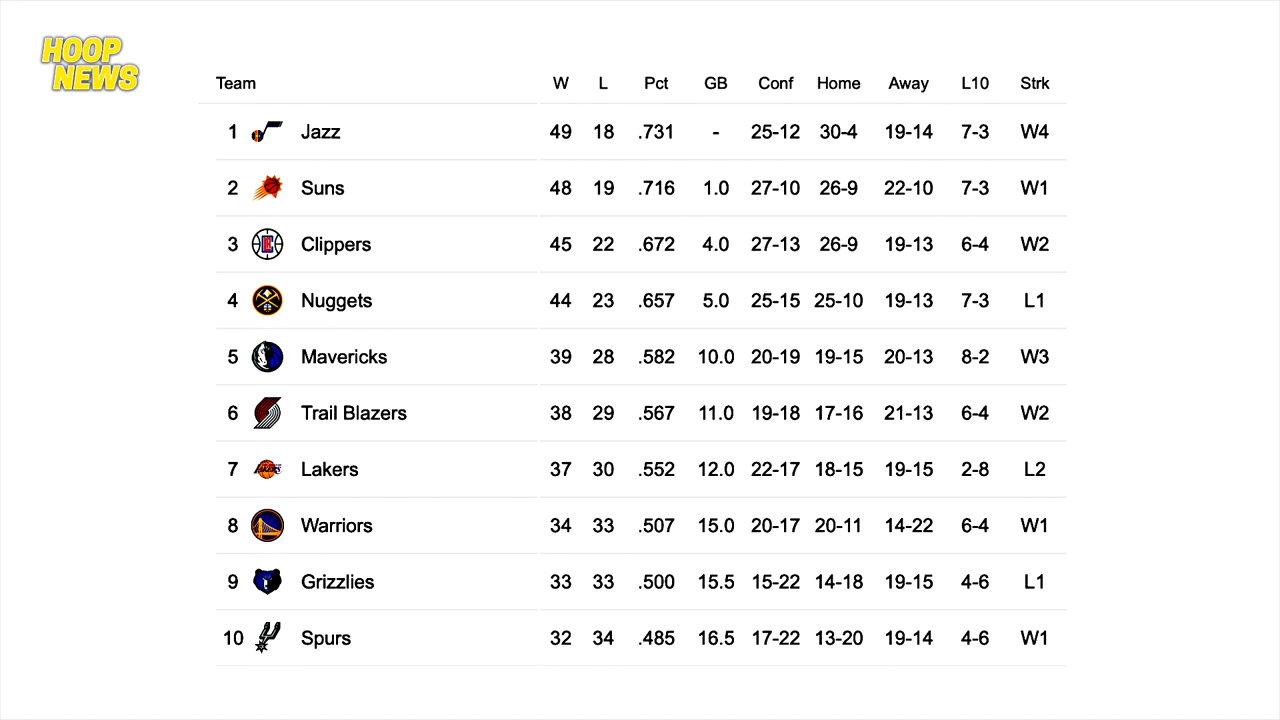 HOOP
NEWS
Team W L Pct GB Conf Home Away L10 Strk
1 Jazz 49 18 .731 - 25-12 30-4 19-14 7-3 W4
2 Suns 48 19 .716 1.0 27-10 26-9 22-10 7-3 W1
3 Clippers 45 22 .672 4.0 27-13 26-9 19-13 6-4 W2
4 Nuggets 44 23 .657 5.0 25-15 25-10 19-13 7-3 L1
5 Mavericks 39 28 .582 10.0 20-19 19-15 20-13 8-2 W3
6 Trail Blazers 38 29 .567 11.0 19-18 17-16 21-13 6-4 W2
7 Lakers 37 30 .552 12.0 22-17 18-15 19-15 2-8 L2
8 Warriors 34 33 .507 15.0 20-17 20-11 14-22 6-4 W1
9 Grizzlies 33 33 .500 15.5 15-22 14-18 19-15 4-6 L1
10 Spurs 32 34 .485 16.5 17-22 13-20 19-14 4-6 W1